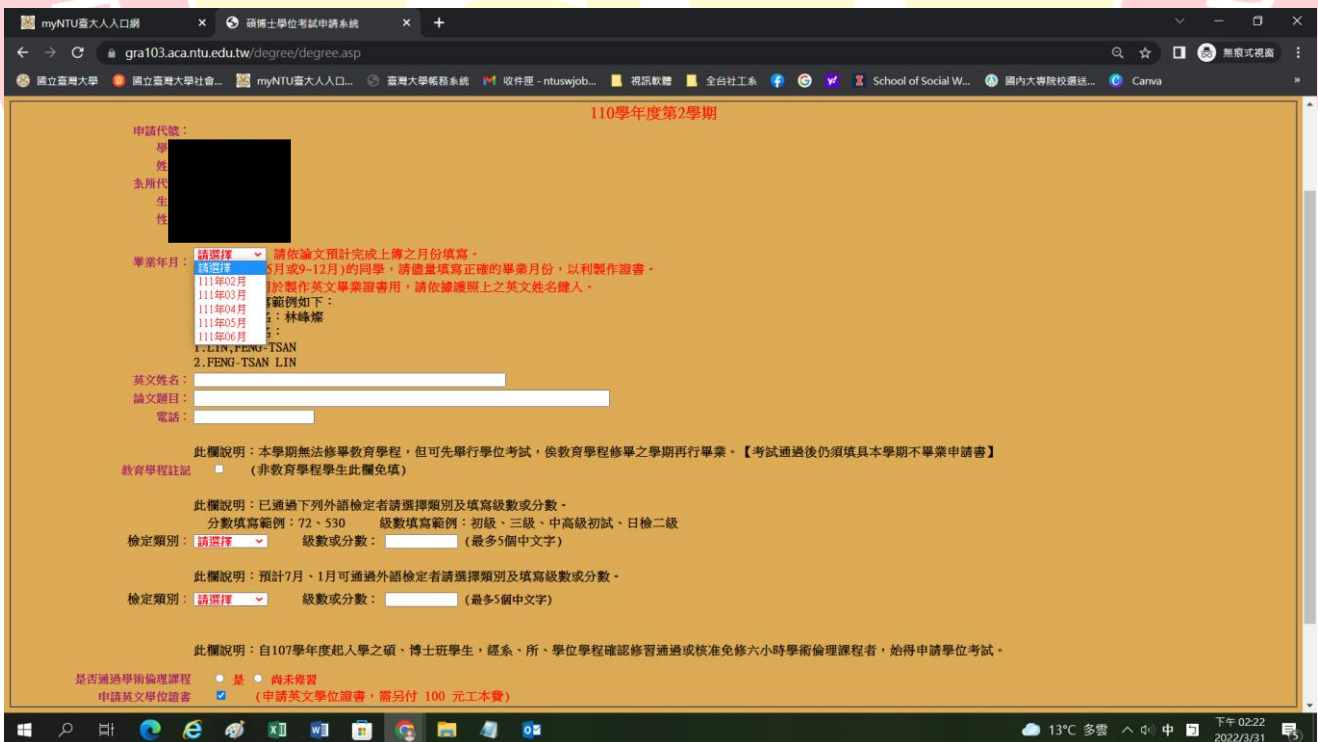 myNTU臺大人入口網
碩博士學位考試申請系統
gra103.aca.ntu.edu.tw/degree/degree.asp
無痕式視窗
國立臺灣大學
國立臺灣大學社會...
myNTU臺大人入口...
臺灣大學帳務系統
收件匣 - ntuswjob...
視訊軟體
全台社工系
School of Social W...
國內大專院校選送...
Canva
»
110學年度第2學期
申請代號：
學
姓
系所代
生
性
畢業年月： 請選擇 請依論文預計完成上傳之月份填寫。
請選擇 5月或9~12月)的同學，請儘量填寫正確的畢業月份，以利製作證書。
111年02月
111年03月 用於製作英文畢業證書用，請依據護照上之英文姓名鍵入。
111年04月 寫範例如下：
111年05月 名：林峰燦
111年06月 名：
1.LIN,FENG-TSAN
2.FENG-TSAN LIN
英文姓名：
論文題目：
電話：
此欄說明：本學期無法修畢教育學程，但可先舉行學位考試，俟教育學程修畢之學期再行畢業。【考試通過後仍須填具本學期不畢業申請書】
教育學程註記 (非教育學程學生此欄免填)
此欄說明：已通過下列外語檢定者請選擇類別及填寫級數或分數。
分數填寫範例：72、530 級數填寫範例：初級、三級、中高級初試、日檢二級
檢定類別： 請選擇 級數或分數： (最多5個中文字)
此欄說明：預計7月、1月可通過外語檢定者請選擇類別及填寫級數或分數。
檢定類別： 請選擇 級數或分數： (最多5個中文字)
此欄說明：自107學年度起入學之碩、博士班學生，經系、所、學位學程確認修習通過或核准免修六小時學術倫理課程者，始得申請學位考試。
是否通過學術倫理課程 是 尚未修習
申請英文學位證書 (申請英文學位證書，需另付 100 元工本費)
13°C 多雲 中 下午 02:22
2022/3/31